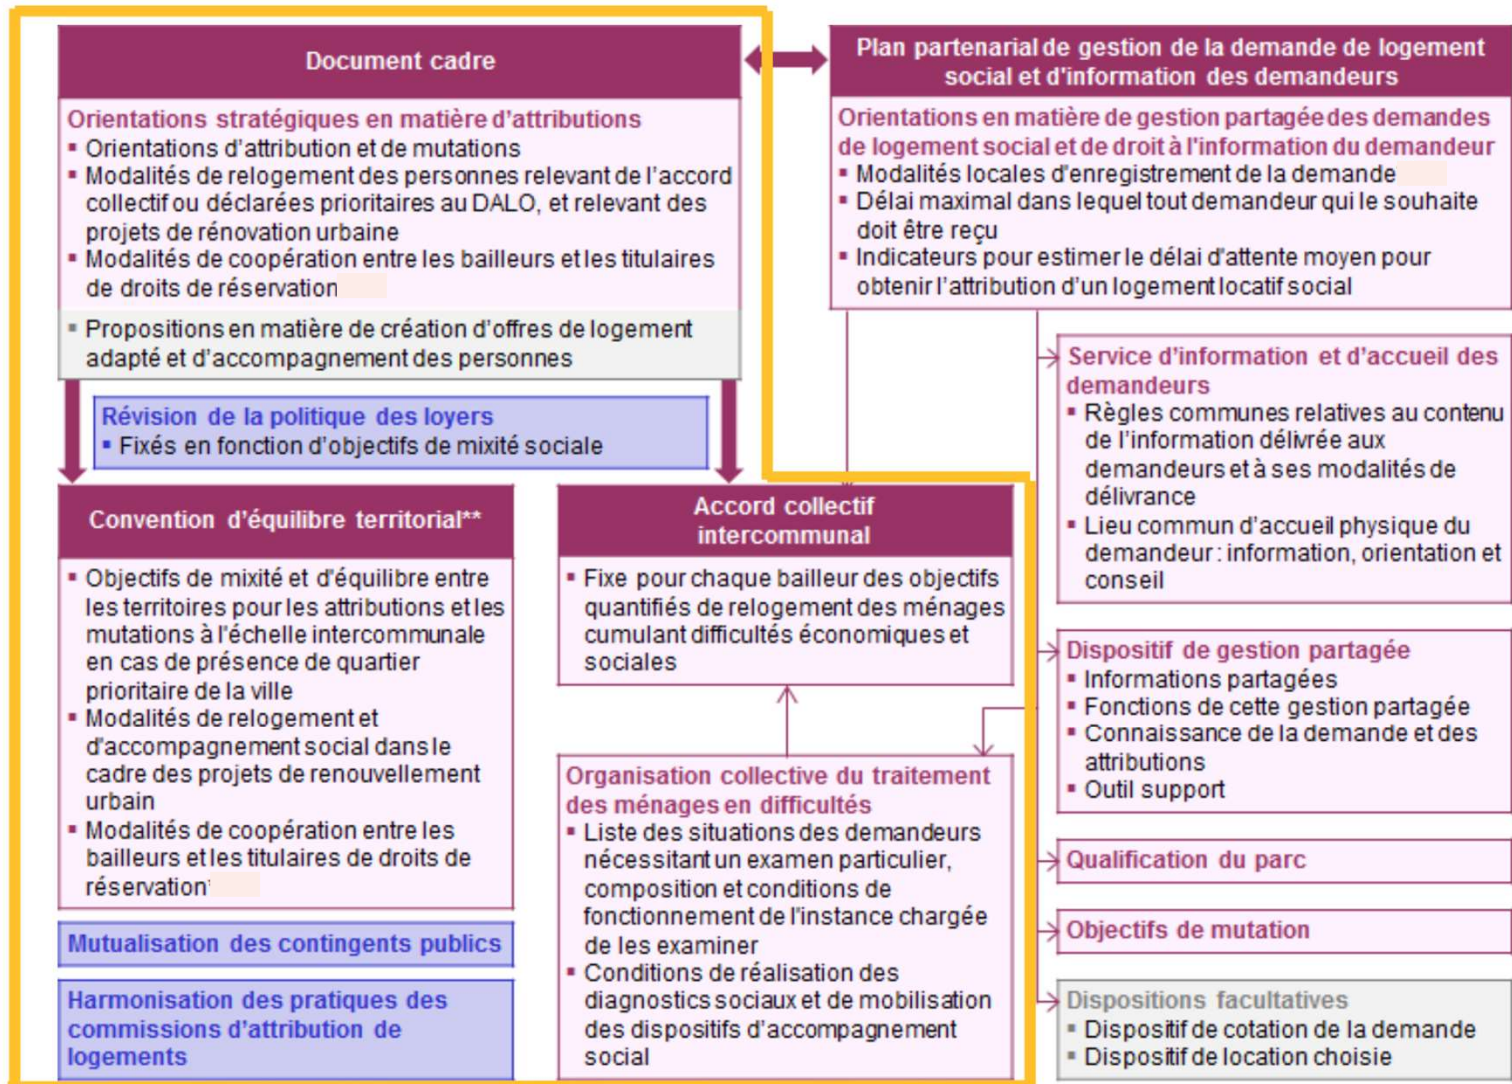 Document cadre
Orientations stratégiques en matière d'attributions
▪ Orientations d'attribution et de mutations
▪ Modalités de relogement des personnes relevant de l'accord
collectif ou déclarées prioritaires au DALO, et relevant des
projets de rénovation urbaine
▪ Modalités de coopération entre les bailleurs et les titulaires
de droits de réservation
▪ Propositions en matière de création d'offres de logement
adapté et d'accompagnement des personnes
Révision de la politique des loyers
▪ Fixés en fonction d'objectifs de mixité sociale
Convention d'équilibre territorial**
▪ Objectifs de mixité et d'équilibre entre
les territoires pour les attributions et les
mutations à l'échelle intercommunale
en cas de présence de quartier
prioritaire de la ville
▪ Modalités de relogement et
d'accompagnement social dans le
cadre des projets de renouvellement
urbain
▪ Modalités de coopération entre les
bailleurs et les titulaires de droits de
réservation
Mutualisation des contingents publics
Harmonisation des pratiques des
commissions d'attribution de
logements
Accord collectif
intercommunal
▪ Fixe pour chaque bailleur des objectifs
quantifiés de relogement des ménages
cumulant difficultés économiques et
sociales
Organisation collective du traitement
des ménages en difficultés
▪ Liste des situations des demandeurs
nécessitant un examen particulier,
composition et conditions de
fonctionnement de l'instance chargée
de les examiner
▪ Conditions de réalisation des
diagnostics sociaux et de mobilisation
des dispositifs d'accompagnement
social
Plan partenarial de gestion de la demande de logement
social et d'information des demandeurs
Orientations en matière de gestion partagée des demandes
de logement social et de droit à l'information du demandeur
▪ Modalités locales d'enregistrement de la demande
▪ Délai maximal dans lequel tout demandeur qui le souhaite
doit être reçu
▪ Indicateurs pour estimer le délai d'attente moyen pour
obtenir l'attribution d'un logement locatif social
Service d'information et d'accueil des
demandeurs
▪ Règles communes relatives au contenu
de l'information délivrée aux
demandeurs et à ses modalités de
délivrance
▪ Lieu commun d'accueil physique du
demandeur : information, orientation et
conseil
Dispositif de gestion partagée
▪ Informations partagées
▪ Fonctions de cette gestion partagée
▪ Connaissance de la demande et des
attributions
▪ Outil support
Qualification du parc
Objectifs de mutation
Dispositions facultatives
▪ Dispositif de cotation de la demande
▪ Dispositif de location choisie